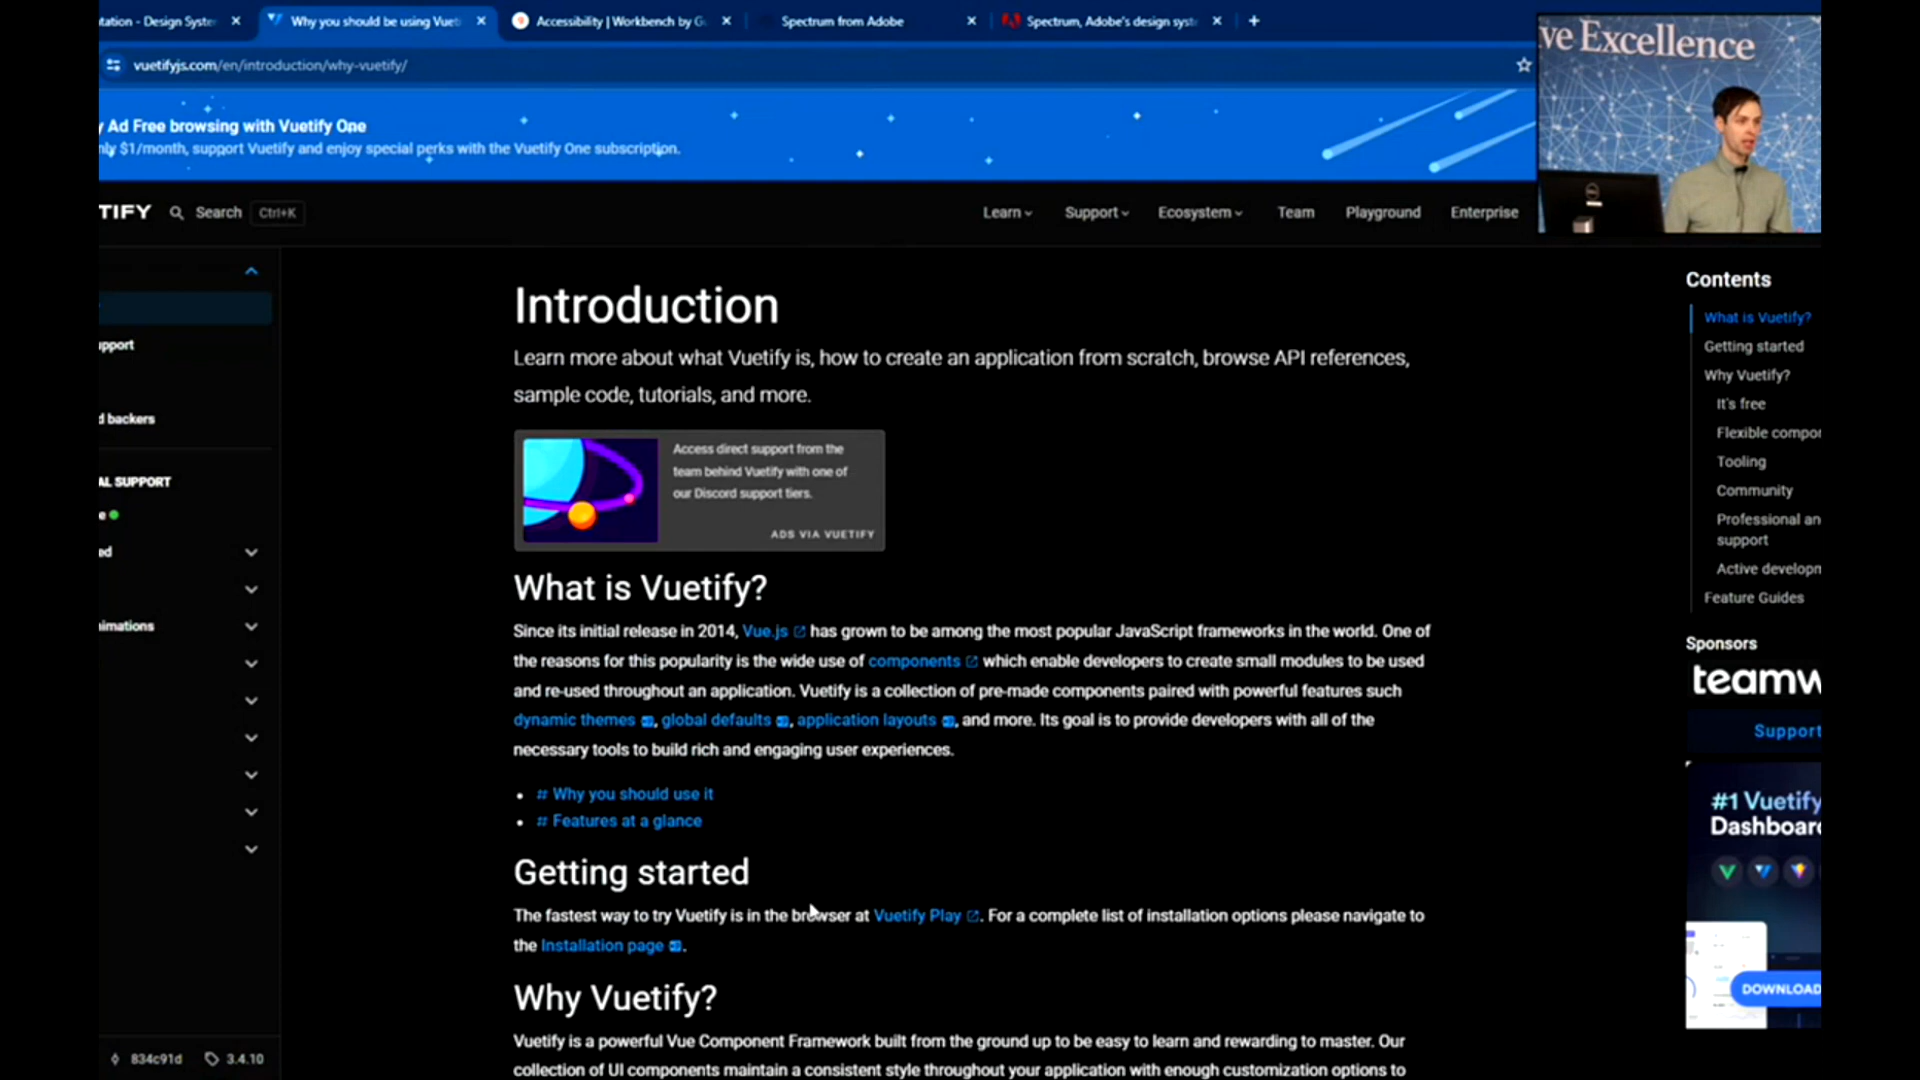 tation - Design Syster
Why you should be using Vuet
Accessibility | Workbench by G
Spectrum from Adobe
Spectrum, Adobe's design syst
vuetifyjs.com/en/introduction/why-vuetify/
ve Excellence
y Ad Free browsing with Vuetify One
nly $1/month, support Vuetify and enjoy special perks with the Vuetify One subscription.
TIFY
Search
Ctrl+K
Learn
Support
Ecosystem
Team
Playground
Enterprise
upport
d backers
AL SUPPORT
e
ed
nimations
834c91d
3.4.10
Introduction
Learn more about what Vuetify is, how to create an application from scratch, browse API references,
sample code, tutorials, and more.
Access direct support from the
team behind Vuetify with one of
our Discord support tiers.
ADS VIA VUETIFY
What is Vuetify?
Since its initial release in 2014, Vue.js has grown to be among the most popular JavaScript frameworks in the world. One of
the reasons for this popularity is the wide use of components which enable developers to create small modules to be used
and re-used throughout an application. Vuetify is a collection of pre-made components paired with powerful features such
dynamic themes, global defaults, application layouts, and more. Its goal is to provide developers with all of the
necessary tools to build rich and engaging user experiences.
# Why you should use it
# Features at a glance
Getting started
The fastest way to try Vuetify is in the browser at Vuetify Play. For a complete list of installation options please navigate to
the Installation page.
Why Vuetify?
Vuetify is a powerful Vue Component Framework built from the ground up to be easy to learn and rewarding to master. Our
collection of UI components maintain a consistent style throughout your application with enough customization options to
Contents
What is Vuetify?
Getting started
Why Vuetify?
It's free
Flexible compo
Tooling
Community
Professional an
support
Active developm
Feature Guides
Sponsors
teamw
Support
#1 Vuetify
Dashboard
DOWNLOAD